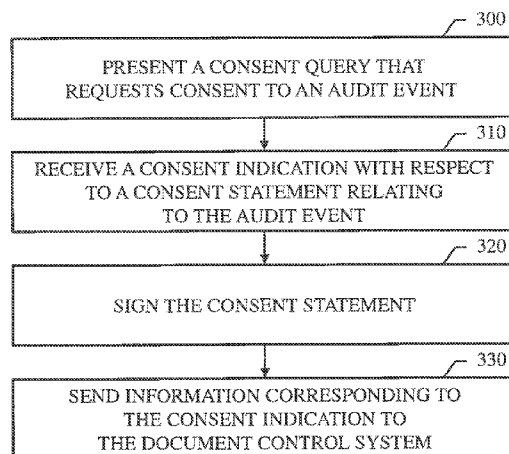 300
PRESENT A CONSENT QUERY THAT
REQUESTS CONSENT TO AN AUDIT EVENT
310
RECEIVE A CONSENT INDICATION WITH RESPECT
TO A CONSENT STATEMENT RELATING
TO THE AUDIT EVENT
320
SIGN THE CONSENT STATEMENT
330
SEND INFORMATION CORRESPONDING TO
THE CONSENT INDICATION TO
THE DOCUMENT CONTROL SYSTEM